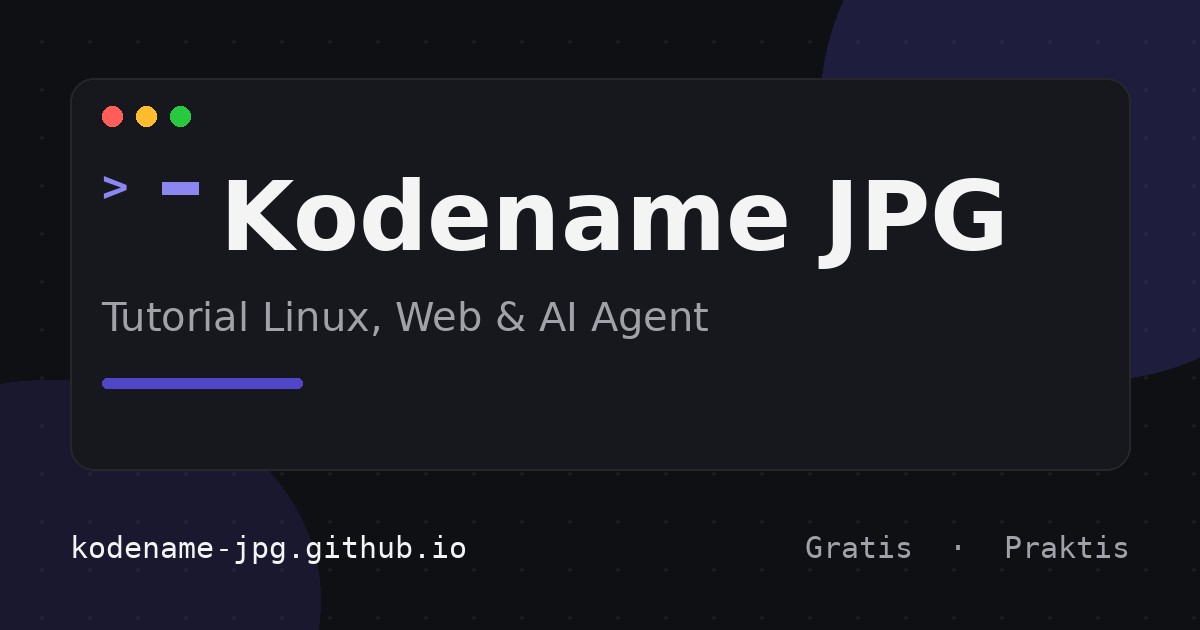 > Kodename JPG
Tutorial Linux, Web & AI Agent
kodename-jpg.github.io
Gratis · Praktis